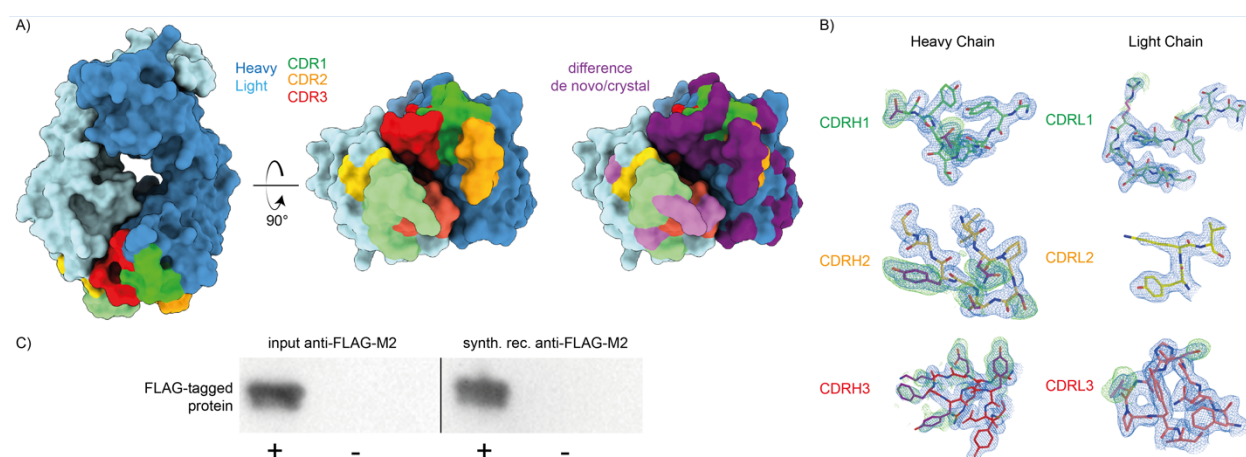 A)
Heavy
Light
CDR1
CDR2
CDR3
90°
difference
de novo/crystal
B)
Heavy Chain
Light Chain
CDRH1
CDRL1
CDRH2
CDRL2
CDRH3
CDRL3
C)
input anti-FLAG-M2
synth. rec. anti-FLAG-M2
FLAG-tagged
protein
+ - + -